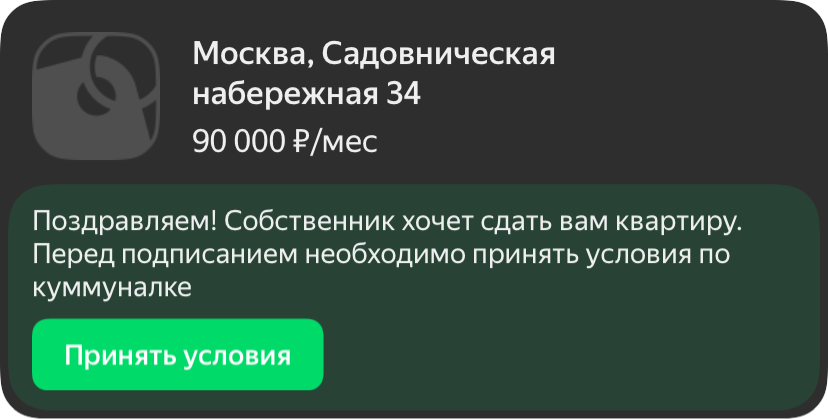 Москва, Садовническая
набережная 34
90 000 ₽/мес
Поздравляем! Собственник хочет сдать вам квартиру.
Перед подписанием необходимо принять условия по
куммуналке
Принять условия